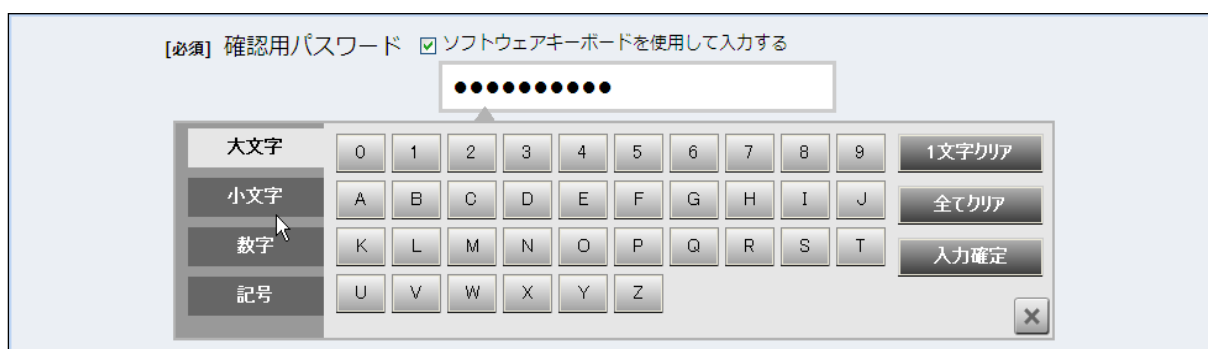 [必須] 確認用パスワード ソフトウェアキーボードを使用して入力する
●●●●●●●●●●
大文字 0 1 2 3 4 5 6 7 8 9 1文字クリア
小文字 A B C D E F G H I J 全てクリア
数字 K L M N O P Q R S T 入力確定
記号 U V W X Y Z